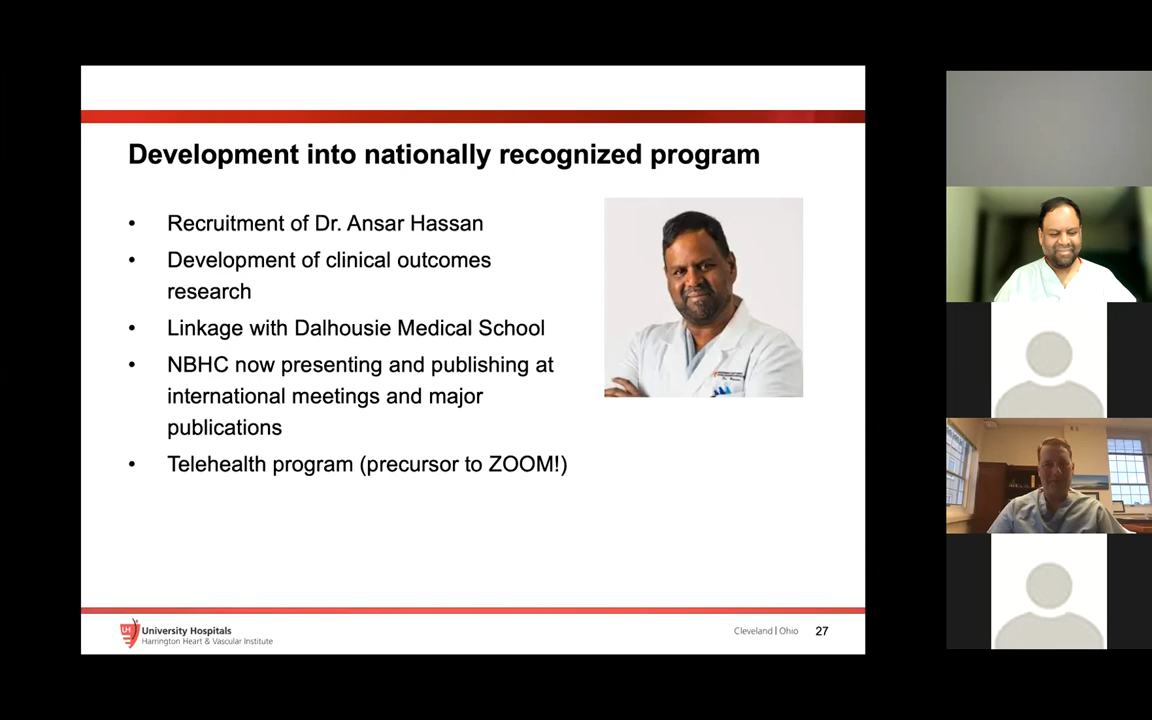 Development into nationally recognized program
• Recruitment of Dr. Ansar Hassan
• Development of clinical outcomes
research
• Linkage with Dalhousie Medical School
• NBHC now presenting and publishing at
international meetings and major
publications
• Telehealth program (precursor to ZOOM!)
UH
University Hospitals
Harrington Heart & Vascular Institute
Cleveland | Ohio 27